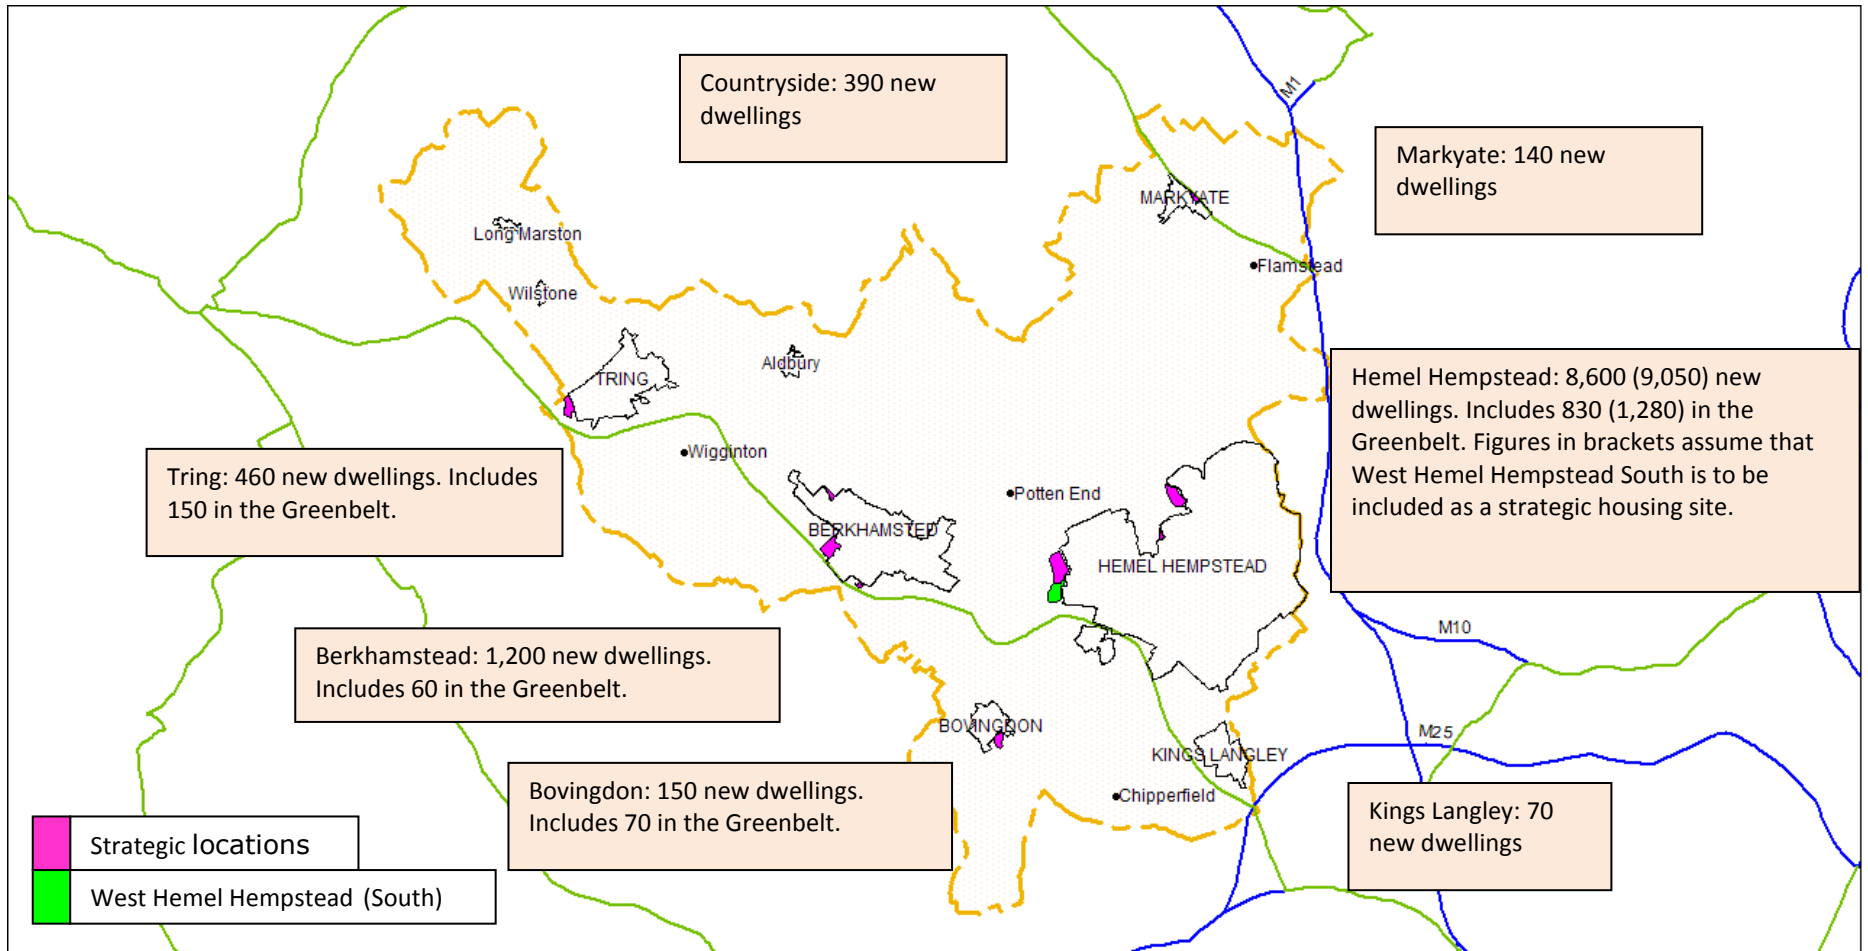 Countryside: 390 new
dwellings
M1
Markyate: 140 new
dwellings
MARKYATE
Long Marston
Flamstead
Wilstone
Aldbury
TRING
Hemel Hempstead: 8,600 (9,050) new
dwellings. Includes 830 (1,280) in the
Greenbelt. Figures in brackets assume that
West Hemel Hempstead South is to be
included as a strategic housing site.
Wigginton
Tring: 460 new dwellings. Includes
150 in the Greenbelt.
Potten End
BERKHAMSTED
HEMEL HEMPSTEAD
M10
Berkhamstead: 1,200 new dwellings.
Includes 60 in the Greenbelt.
BOVINGDON
M25
KINGS LANGLEY
Chipperfield
Bovingdon: 150 new dwellings.
Includes 70 in the Greenbelt.
Kings Langley: 70
new dwellings
Strategic locations
West Hemel Hempstead (South)